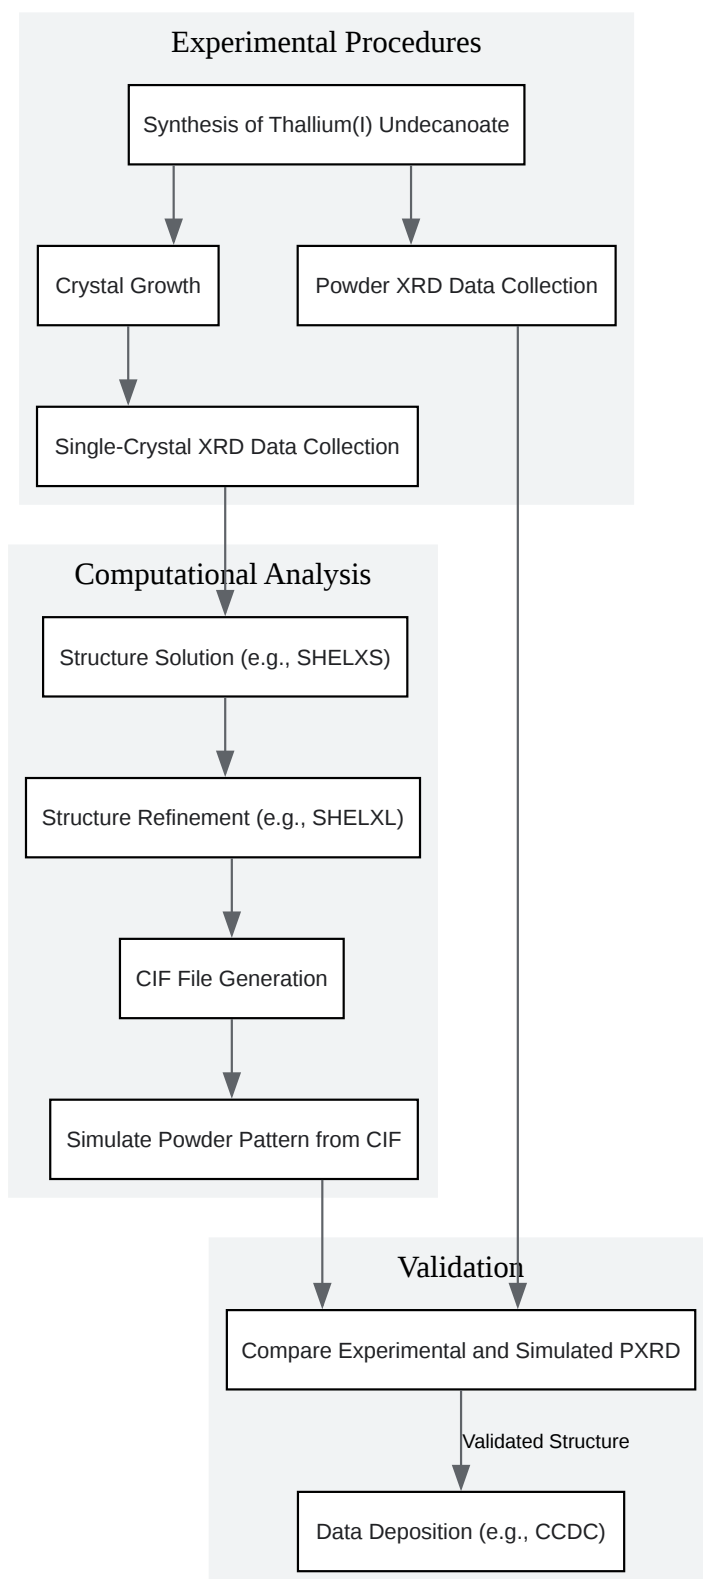 Experimental Procedures
Synthesis of Thallium(I) Undecanoate
Crystal Growth
Powder XRD Data Collection
Single-Crystal XRD Data Collection
Computational Analysis
Structure Solution (e.g., SHELXS)
Structure Refinement (e.g., SHELXL)
CIF File Generation
Simulate Powder Pattern from CIF
Validation
Compare Experimental and Simulated PXRD
Validated Structure
Data Deposition (e.g., CCDC)